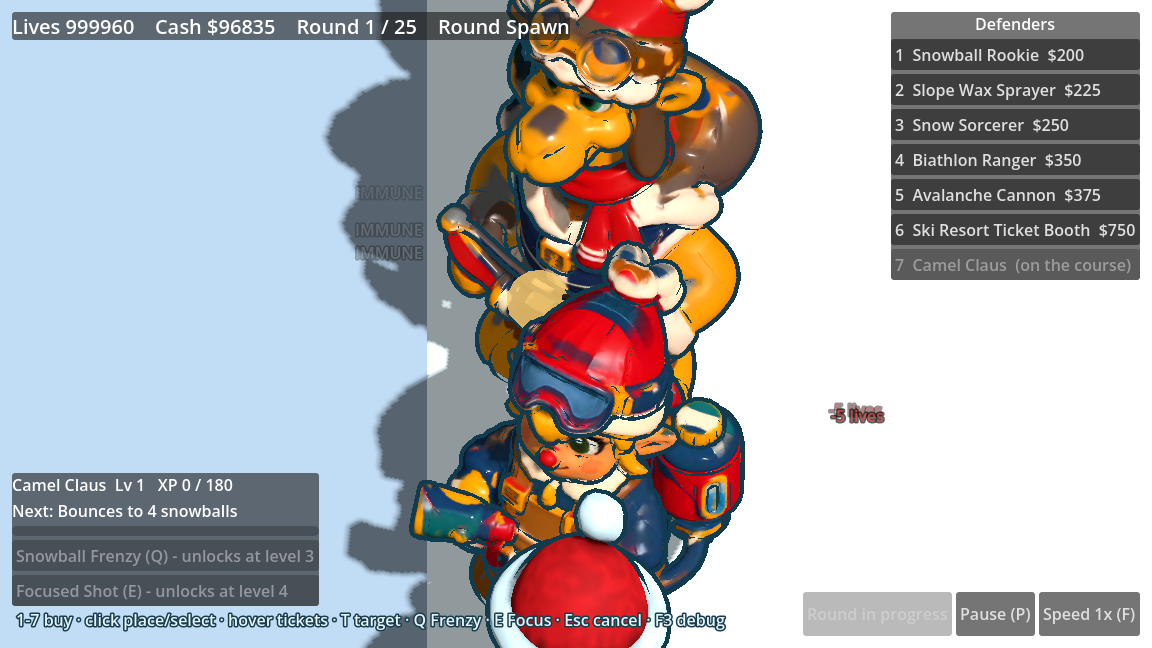 Lives 999960 Cash $96835 Round 1 / 25 Round Spawn
Defenders
1 Snowball Rookie $200
2 Slope Wax Sprayer $225
3 Snow Sorcerer $250
4 Biathlon Ranger $350
5 Avalanche Cannon $375
6 Ski Resort Ticket Booth $750
7 Camel Claus (on the course)
IMMUNE
IMMUNE
IMMUNE
-5 lives
Camel Claus Lv 1 XP 0 / 180
Next: Bounces to 4 snowballs
Snowball Frenzy (Q) - unlocks at level 3
Focused Shot (E) - unlocks at level 4
1-7 buy · click place/select · hover tickets · T target · Q Frenzy · E Focus · Esc cancel · F3 debug
Round in progress
Pause (P)
Speed 1x (F)